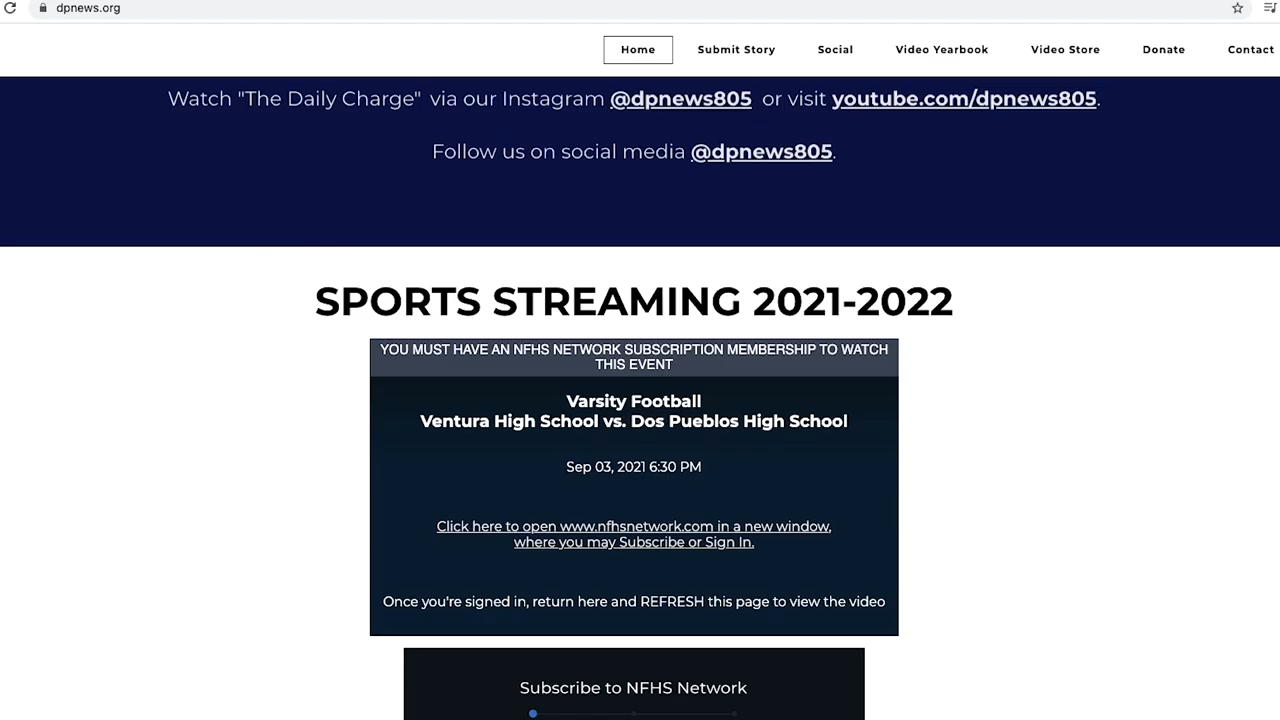 dpnews.org
Home Submit Story Social Video Yearbook Video Store Donate Contact
Watch "The Daily Charge" via our Instagram @dpnews805 or visit youtube.com/dpnews805.
Follow us on social media @dpnews805.
SPORTS STREAMING 2021-2022
YOU MUST HAVE AN NFHS NETWORK SUBSCRIPTION MEMBERSHIP TO WATCH
THIS EVENT
Varsity Football
Ventura High School vs. Dos Pueblos High School
Sep 03, 2021 6:30 PM
Click here to open www.nfhsnetwork.com in a new window,
where you may Subscribe or Sign In.
Once you're signed in, return here and REFRESH this page to view the video
Subscribe to NFHS Network